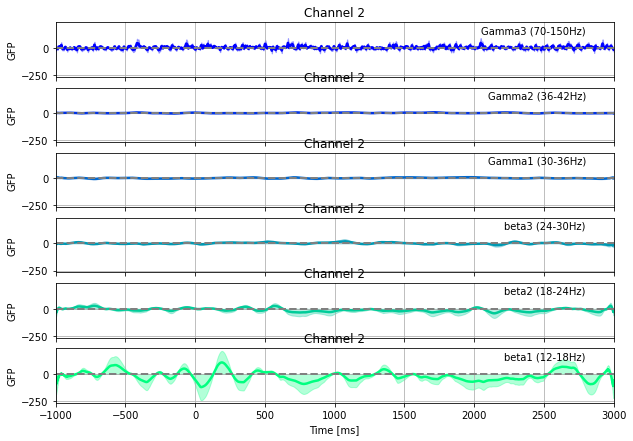 Channel 2
Gamma3 (70-150Hz)
GFP
0
−250
Channel 2
Gamma2 (36-42Hz)
GFP
0
−250
Channel 2
Gamma1 (30-36Hz)
GFP
0
−250
Channel 2
beta3 (24-30Hz)
GFP
0
−250
Channel 2
beta2 (18-24Hz)
GFP
0
−250
Channel 2
beta1 (12-18Hz)
GFP
0
−250
−1000 −500 0 500 1000 1500 2000 2500 3000
Time [ms]